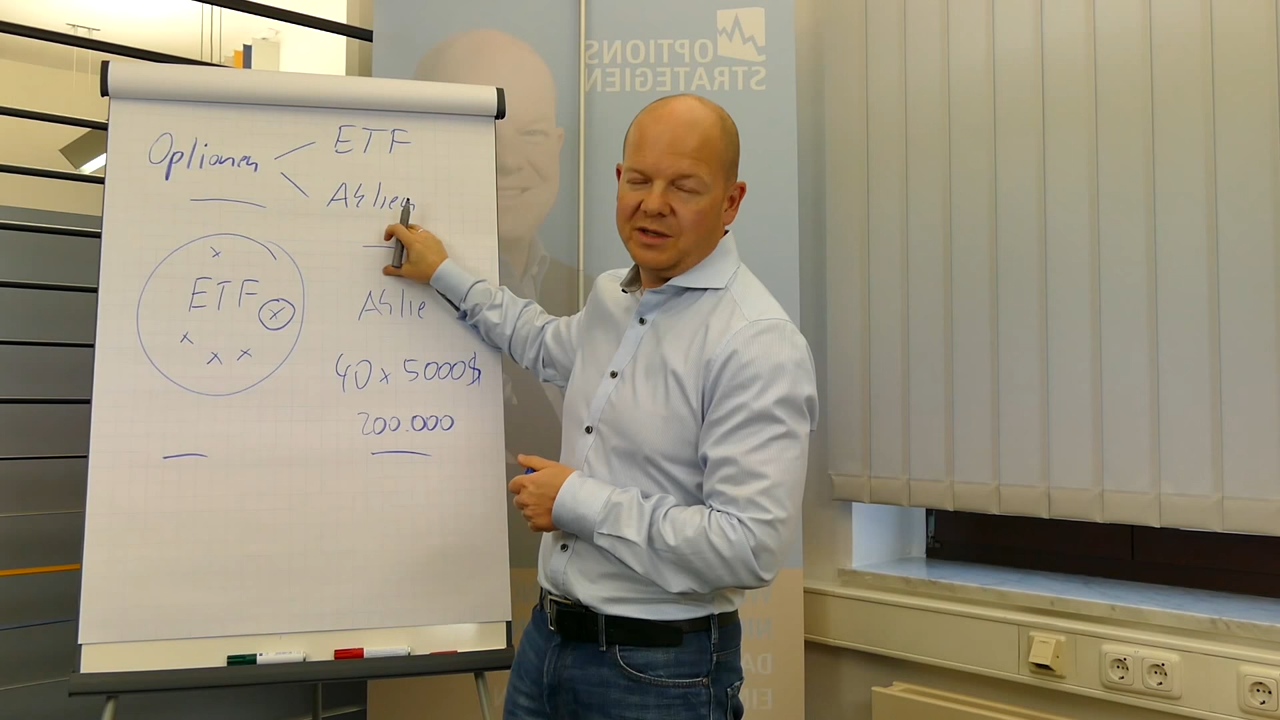 OPTIONS
STRATEGIEN
Optionen
ETF
Aktien
ETF
Aktie
40 x 5000$
200.000